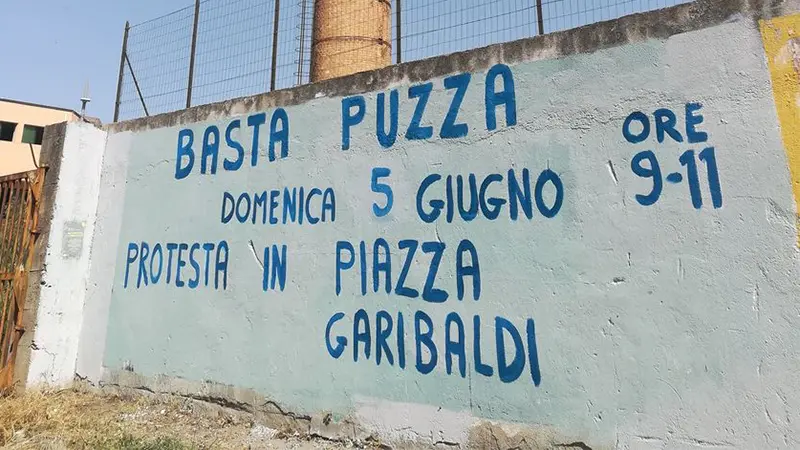 BASTA PUZZA
ORE
9-11
DOMENICA 5 GIUGNO
PROTESTA IN PIAZZA
GARIBALDI